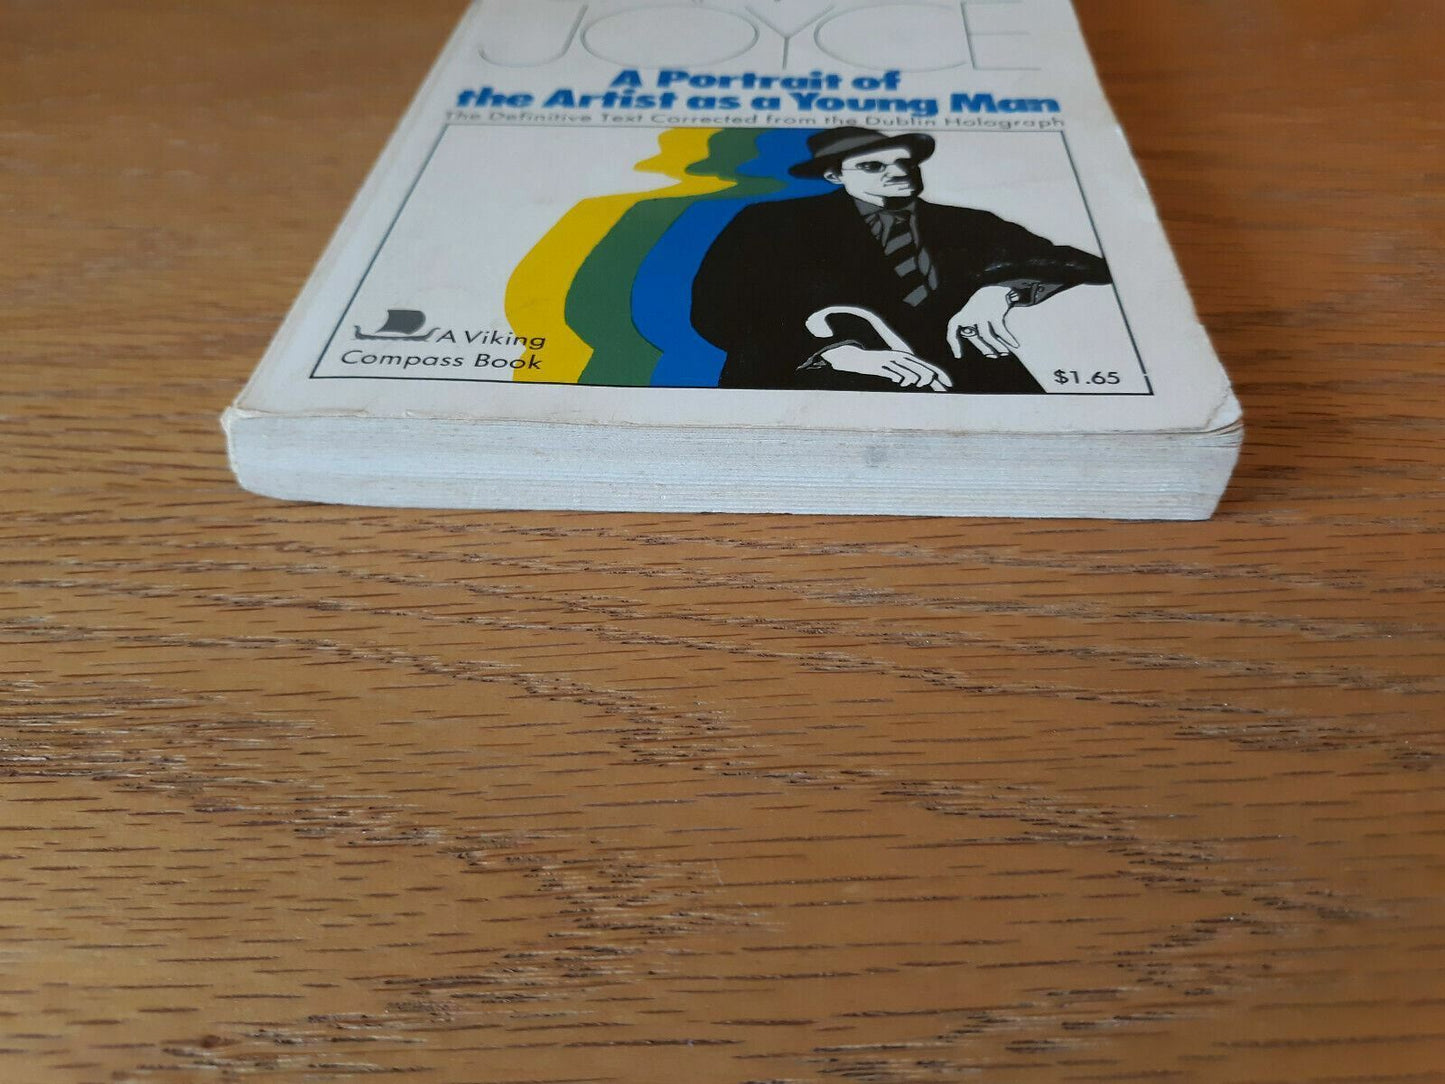 JOYCE
A Portrait of
the Artist as a Young Man
The Definitive Text Corrected from the Dublin Holograph
A Viking
Compass Book
$1.65